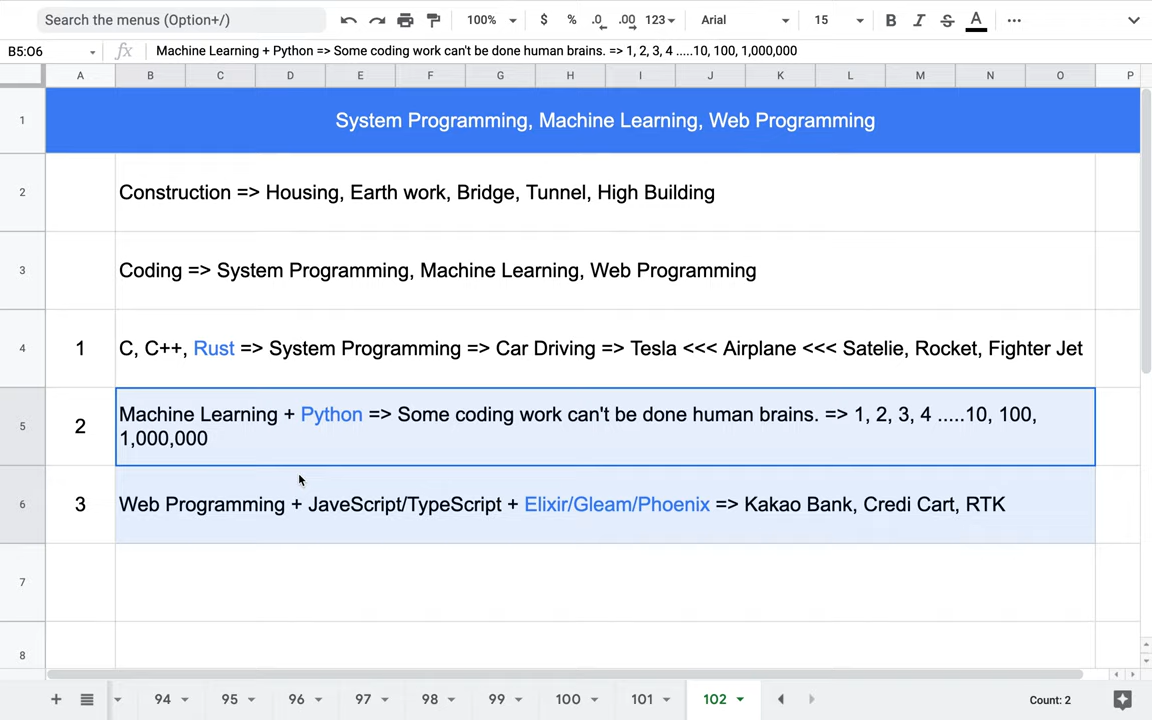 Search the menus (Option+/)
100%
$ % .0 .00 123
Arial
15
B I S A
B5:O6
fx
Machine Learning + Python => Some coding work can't be done human brains. => 1, 2, 3, 4 .....10, 100, 1,000,000
A B C D E F G H I J K L M N O P
1 System Programming, Machine Learning, Web Programming
2 Construction => Housing, Earth work, Bridge, Tunnel, High Building
3 Coding => System Programming, Machine Learning, Web Programming
4 1 C, C++, Rust => System Programming => Car Driving => Tesla <<< Airplane <<< Satelie, Rocket, Fighter Jet
5 2 Machine Learning + Python => Some coding work can't be done human brains. => 1, 2, 3, 4 .....10, 100,
1,000,000
6 3 Web Programming + JaveScript/TypeScript + Elixir/Gleam/Phoenix => Kakao Bank, Credi Cart, RTK
7
8
94 95 96 97 98 99 100 101 102
Count: 2